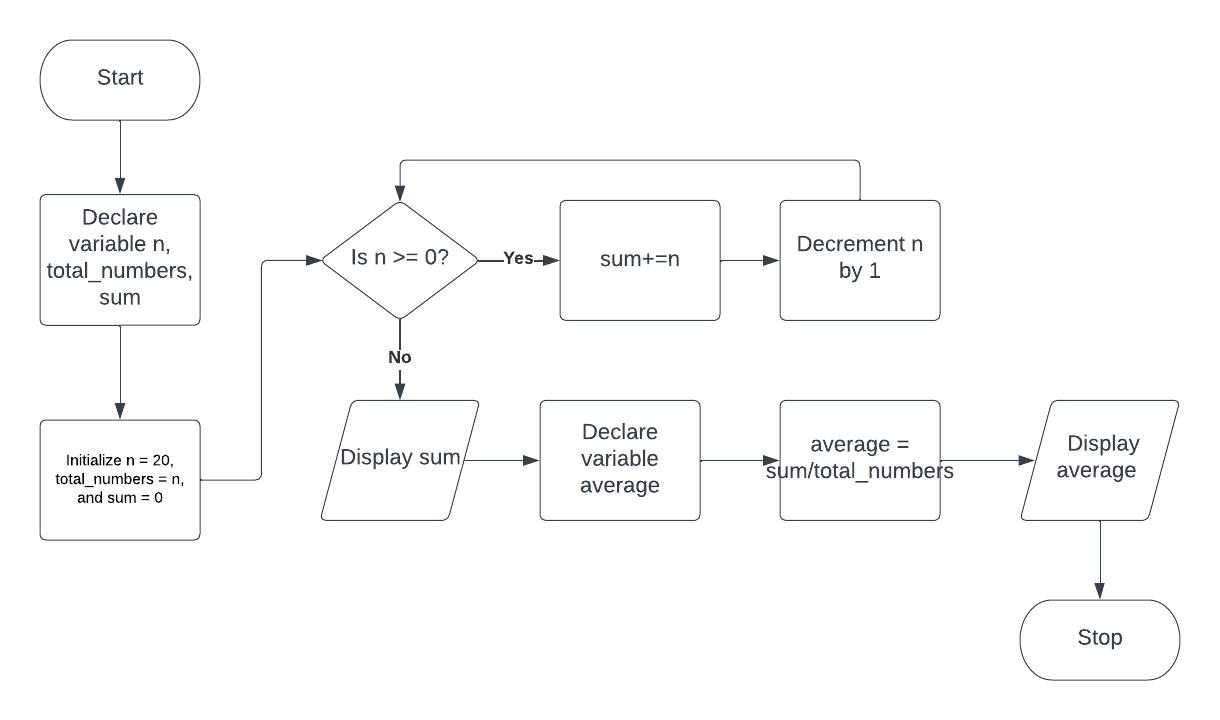 Start
Declare
variable n,
total_numbers,
sum
Initialize n = 20,
total_numbers = n,
and sum = 0
Is n >= 0?
Yes
sum+=n
Decrement n
by 1
No
Display sum
Declare
variable
average
average =
sum/total_numbers
Display
average
Stop